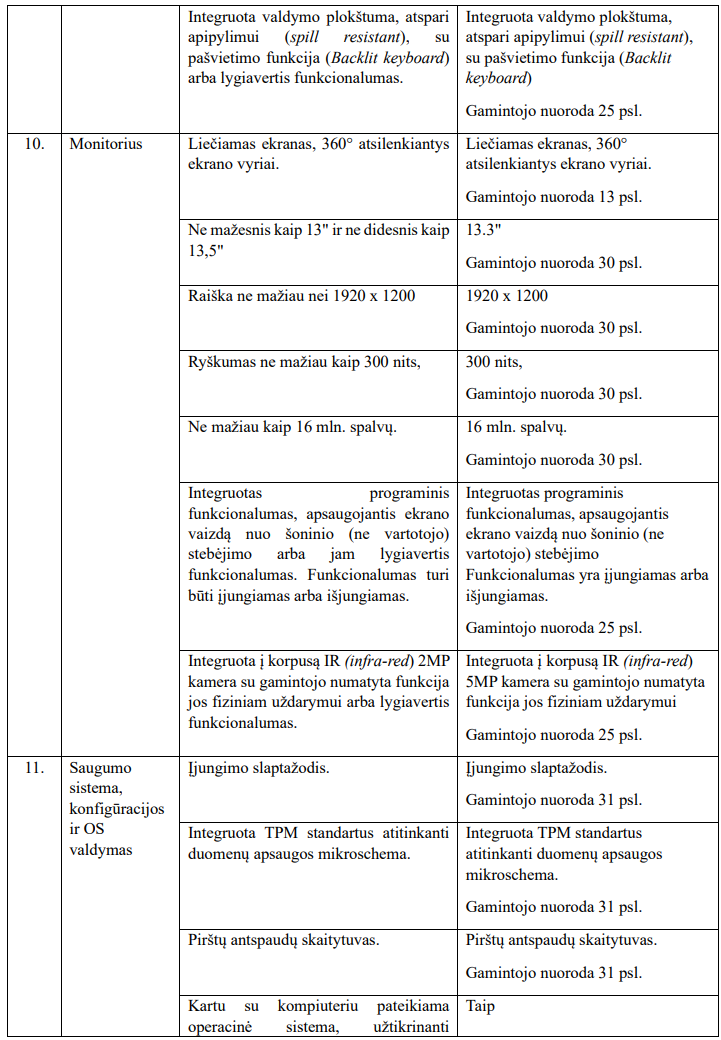 Integruota valdymo plokštuma, atspari
apipylimui (spill resistant), su
pašvietimo funkcija (Backlit keyboard)
arba lygiavertis funkcionalumas.
Integruota valdymo plokštuma,
atspari apipylimui (spill resistant),
su pašvietimo funkcija (Backlit
keyboard)
Gamintojo nuoroda 25 psl.
10.
Monitorius
Liečiamas ekranas, 360° atsilenkiantys
ekrano vyriai.
Liečiamas ekranas, 360°
atsilenkiantys ekrano vyriai.
Gamintojo nuoroda 13 psl.
Ne mažesnis kaip 13" ir ne didesnis kaip
13,5"
13.3"
Gamintojo nuoroda 30 psl.
Raiška ne mažiau nei 1920 x 1200
1920 x 1200
Gamintojo nuoroda 30 psl.
Ryškumas ne mažiau kaip 300 nits,
300 nits,
Gamintojo nuoroda 30 psl.
Ne mažiau kaip 16 mln. spalvų.
16 mln. spalvų.
Gamintojo nuoroda 30 psl.
Integruotas programinis
funkcionalumas, apsaugojantis ekrano
vaizdą nuo šoninio (ne vartotojo)
stebėjimo arba jam lygiavertis
funkcionalumas. Funkcionalumas turi
būti įjungiamas arba išjungiamas.
Integruotas programinis
funkcionalumas, apsaugojantis
ekrano vaizdą nuo šoninio (ne
vartotojo) stebėjimo
Funkcionalumas yra įjungiamas arba
išjungiamas.
Gamintojo nuoroda 25 psl.
Integruota į korpusą IR (infra-red) 2MP
kamera su gamintojo numatyta funkcija
jos fiziniam uždarymui arba lygiavertis
funkcionalumas.
Integruota į korpusą IR (infra-red)
5MP kamera su gamintojo numatyta
funkcija jos fiziniam uždarymui
Gamintojo nuoroda 25 psl.
11.
Saugumo
sistema,
konfigūracijos
ir OS
valdymas
Įjungimo slaptažodis.
Įjungimo slaptažodis.
Gamintojo nuoroda 31 psl.
Integruota TPM standartus atitinkanti
duomenų apsaugos mikroschema.
Integruota TPM standartus
atitinkanti duomenų apsaugos
mikroschema.
Gamintojo nuoroda 31 psl.
Pirštų antspaudų skaitytuvas.
Pirštų antspaudų skaitytuvas.
Gamintojo nuoroda 31 psl.
Kartu su kompiuteriu pateikiama
operacinė sistema, užtikrinanti
Taip